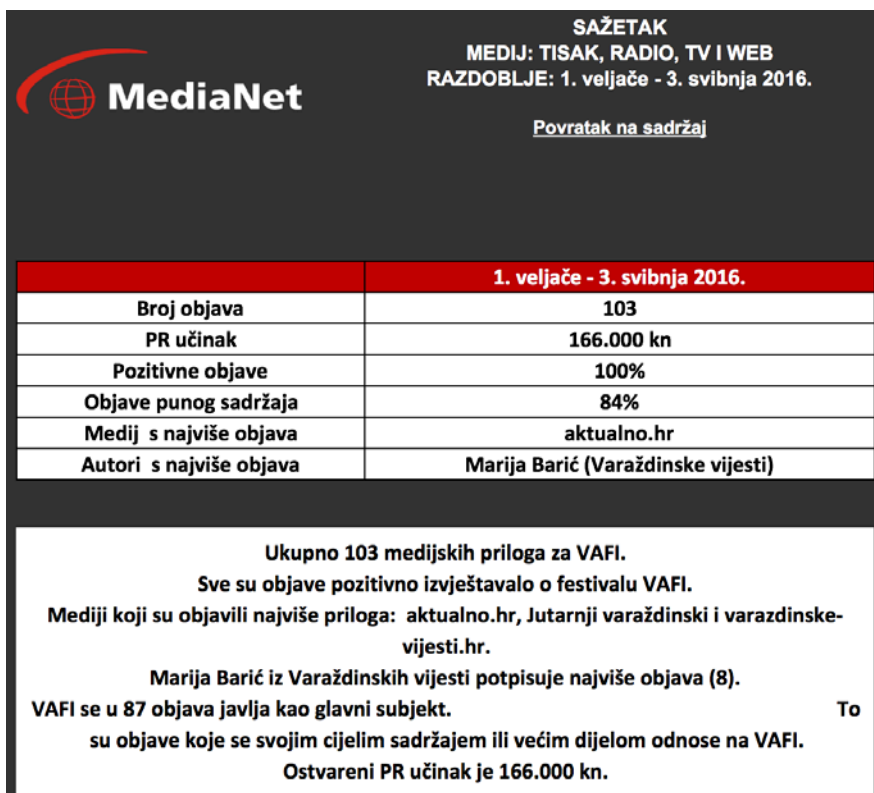 SAŽETAK
MEDIJ: TISAK, RADIO, TV I WEB
RAZDOBLJE: 1. veljače - 3. svibnja 2016.
MediaNet
Povratak na sadržaj
1. veljače - 3. svibnja 2016.
Broj objava 103
PR učinak 166.000 kn
Pozitivne objave 100%
Objave punog sadržaja 84%
Medij  s najviše objava aktualno.hr
Autori  s najviše objava Marija Barić (Varaždinske vijesti)
Ukupno 103 medijskih priloga za VAFI.
Sve su objave pozitivno izvještavalo o festivalu VAFI.
Mediji koji su objavili najviše priloga:  aktualno.hr, Jutarnji varaždinski i varazdinske-
vijesti.hr.
Marija Barić iz Varaždinskih vijesti potpisuje najviše objava (8).
VAFI se u 87 objava javlja kao glavni subjekt. To
su objave koje se svojim cijelim sadržajem ili većim dijelom odnose na VAFI.
Ostvareni PR učinak je 166.000 kn.